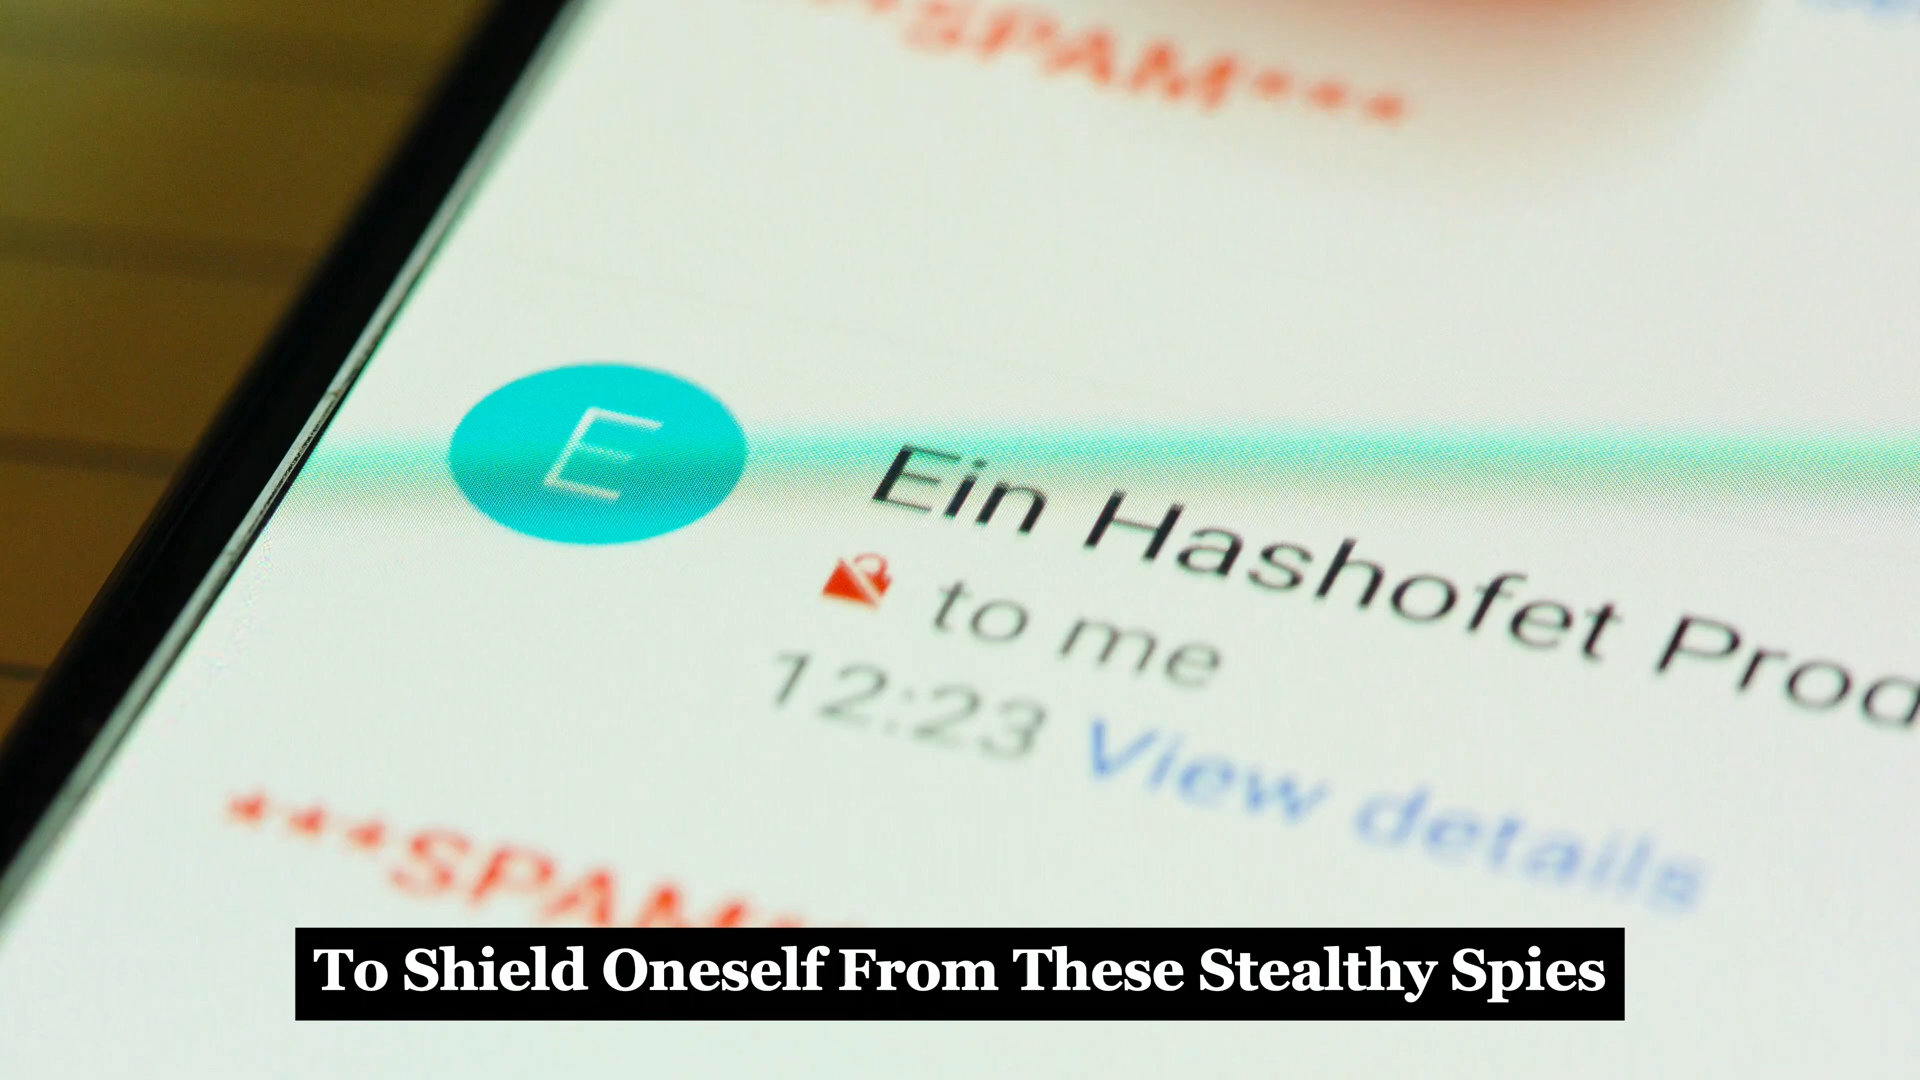 ***SPAM***
E
Ein Hashofet Prod
to me
12:23 View details
***SPAM
To Shield Oneself From These Stealthy Spies